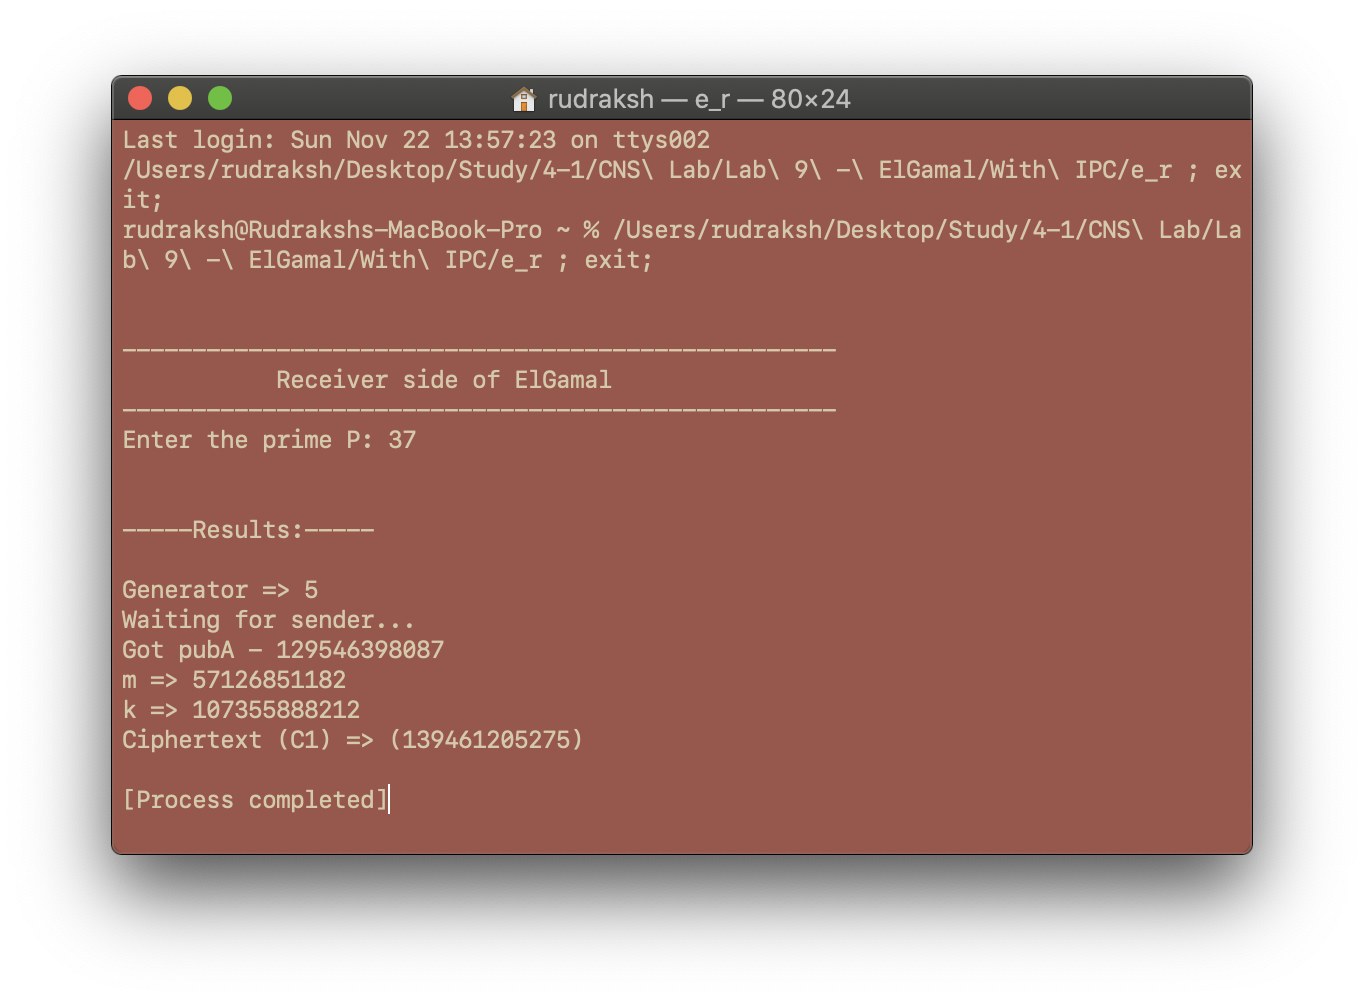 rudraksh — e_r — 80×24
Last login: Sun Nov 22 13:57:23 on ttys002
/Users/rudraksh/Desktop/Study/4-1/CNS\ Lab/Lab\ 9\ -\ ElGamal/With\ IPC/e_r ; ex
it;
rudraksh@Rudrakshs-MacBook-Pro ~ % /Users/rudraksh/Desktop/Study/4-1/CNS\ Lab/La
b\ 9\ -\ ElGamal/With\ IPC/e_r ; exit;
---------------------------------------------------
Receiver side of ElGamal
---------------------------------------------------
Enter the prime P: 37
-----Results:-----
Generator => 5
Waiting for sender...
Got pubA - 129546398087
m => 57126851182
k => 107355888212
Ciphertext (C1) => (139461205275)
[Process completed]